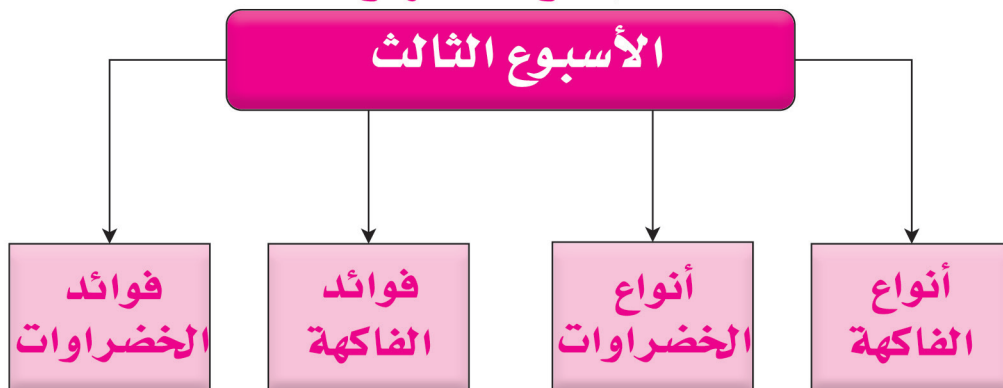 الأسبوع الثالث
أنواع
الفاكهة
أنواع
الخضراوات
فوائد
الفاكهة
فوائد
الخضراوات